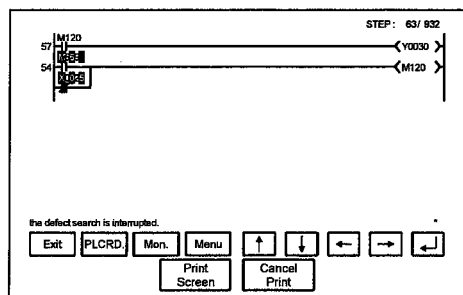 STEP : 63/ 932
M120
57 Y0030
54 M120
the defect search is interrupted. *
Exit PLCRD. Mon. Menu ↑ ↓ ← → ↵
Print Screen Cancel Print